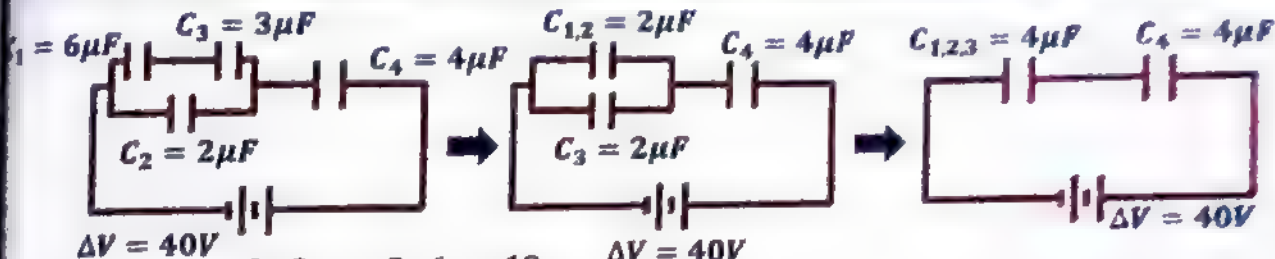 C₁ = 6μF
C₃ = 3μF
C₄ = 4μF
C₂ = 2μF
ΔV = 40V
C₁,₂ = 2μF
C₄ = 4μF
C₃ = 2μF
ΔV = 40V
C₁,₂,₃ = 4μF
C₄ = 4μF
ΔV = 40V